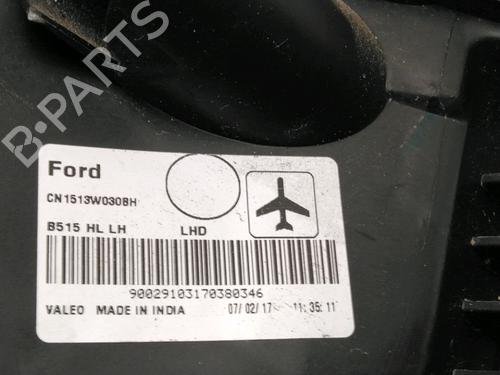 B-PARTS
Ford
CN1513W030BH
B515 HL LH LHD
90029103170380346
VALEO MADE IN INDIA 07/02/17 11:35:11